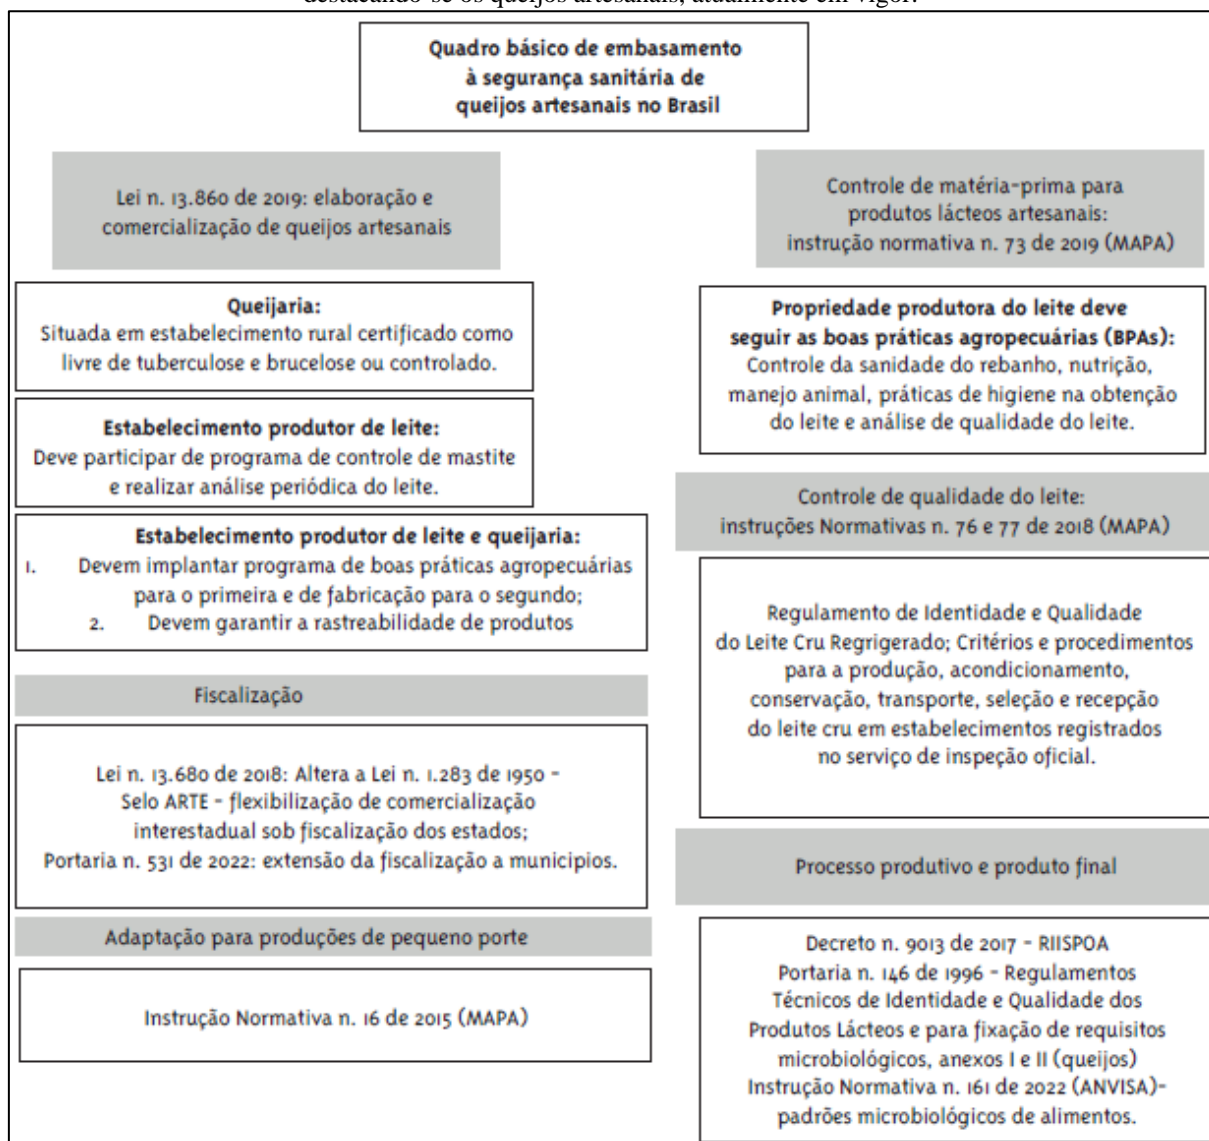 destacando-se os queijos artesanais, atualmente em vigor.
Quadro básico de embasamento
à segurança sanitária de
queijos artesanais no Brasil
Lei n. 13.860 de 2019: elaboração e
comercialização de queijos artesanais
Queijaria:
Situada em estabelecimento rural certificado como
livre de tuberculose e brucelose ou controlado.
Estabelecimento produtor de leite:
Deve participar de programa de controle de mastite
e realizar análise periódica do leite.
Estabelecimento produtor de leite e queijaria:
1. Devem implantar programa de boas práticas agropecuárias
para o primeira e de fabricação para o segundo;
2. Devem garantir a rastreabilidade de produtos
Fiscalização
Lei n. 13.680 de 2018: Altera a Lei n. 1.283 de 1950 -
Selo ARTE - flexibilização de comercialização
interestadual sob fiscalização dos estados;
Portaria n. 531 de 2022: extensão da fiscalização a municipios.
Adaptação para produções de pequeno porte
Instrução Normativa n. 16 de 2015 (MAPA)
Controle de matéria-prima para
produtos lácteos artesanais:
instrução normativa n. 73 de 2019 (MAPA)
Propriedade produtora do leite deve
seguir as boas práticas agropecuárias (BPAs):
Controle da sanidade do rebanho, nutrição,
manejo animal, práticas de higiene na obtenção
do leite e análise de qualidade do leite.
Controle de qualidade do leite:
instruções Normativas n. 76 e 77 de 2018 (MAPA)
Regulamento de Identidade e Qualidade
do Leite Cru Regrigerado; Critérios e procedimentos
para a produção, acondicionamento,
conservação, transporte, seleção e recepção
do leite cru em estabelecimentos registrados
no serviço de inspeção oficial.
Processo produtivo e produto final
Decreto n. 9013 de 2017 - RIISPOA
Portaria n. 146 de 1996 - Regulamentos
Técnicos de Identidade e Qualidade dos
Produtos Lácteos e para fixação de requisitos
microbiológicos, anexos I e II (queijos)
Instrução Normativa n. 161 de 2022 (ANVISA)-
padrões microbiológicos de alimentos.